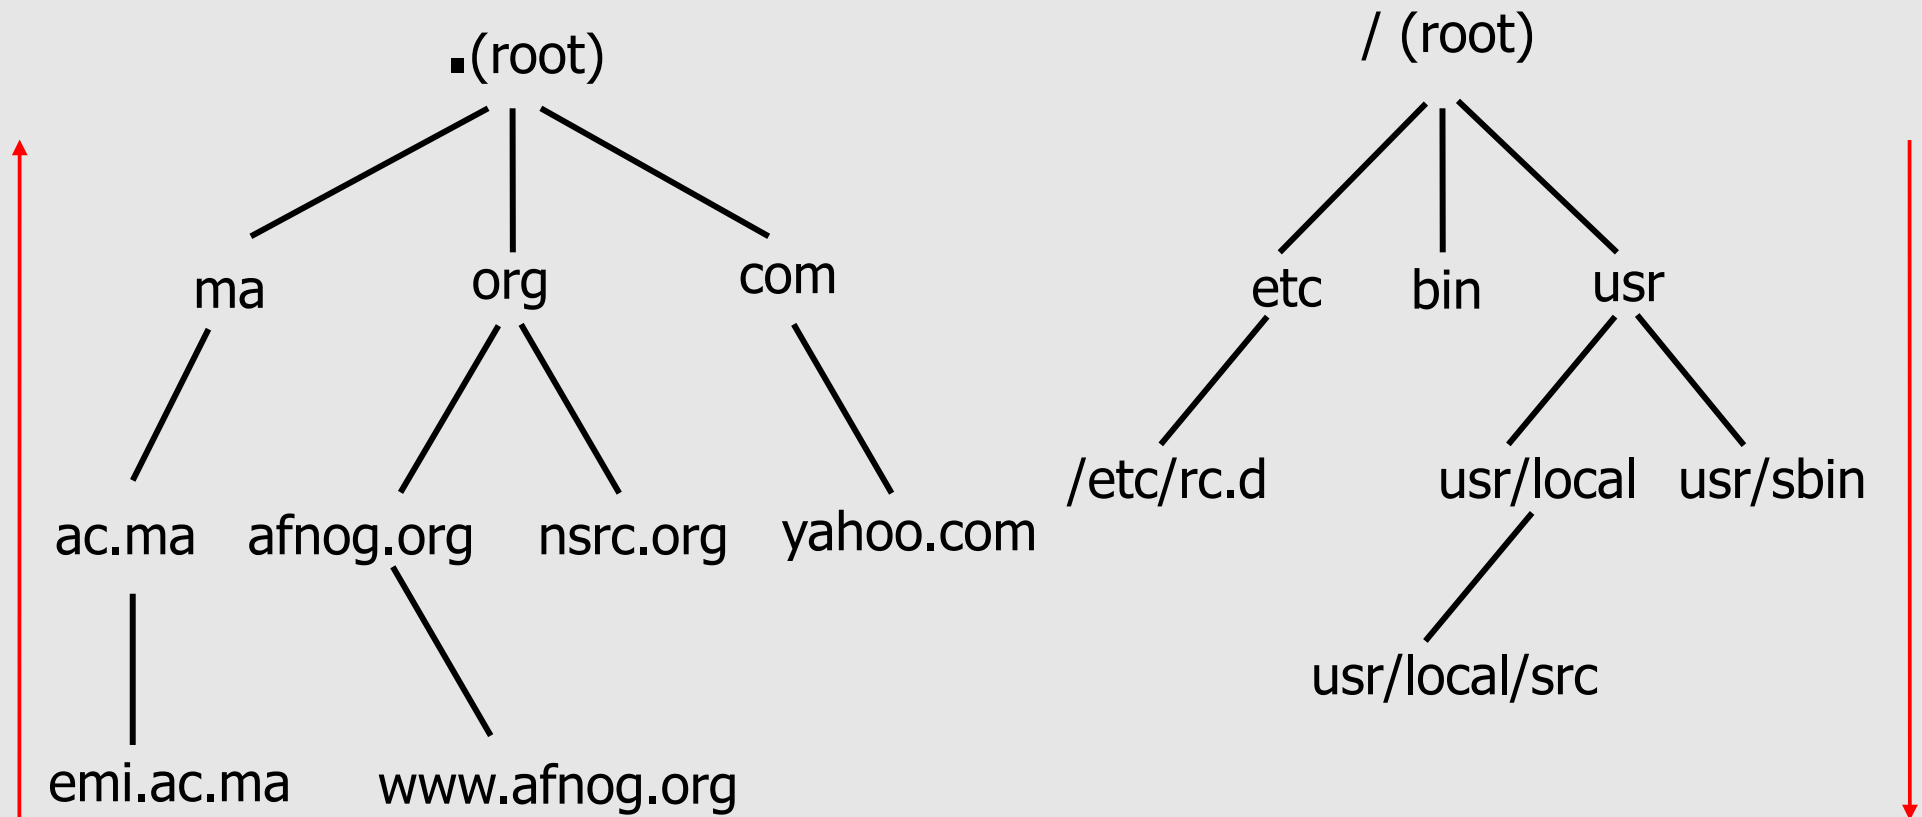 .(root)
ma
org
com
ac.ma
afnog.org
nsrc.org
yahoo.com
emi.ac.ma
www.afnog.org
/ (root)
etc
bin
usr
/etc/rc.d
usr/local
usr/sbin
usr/local/src